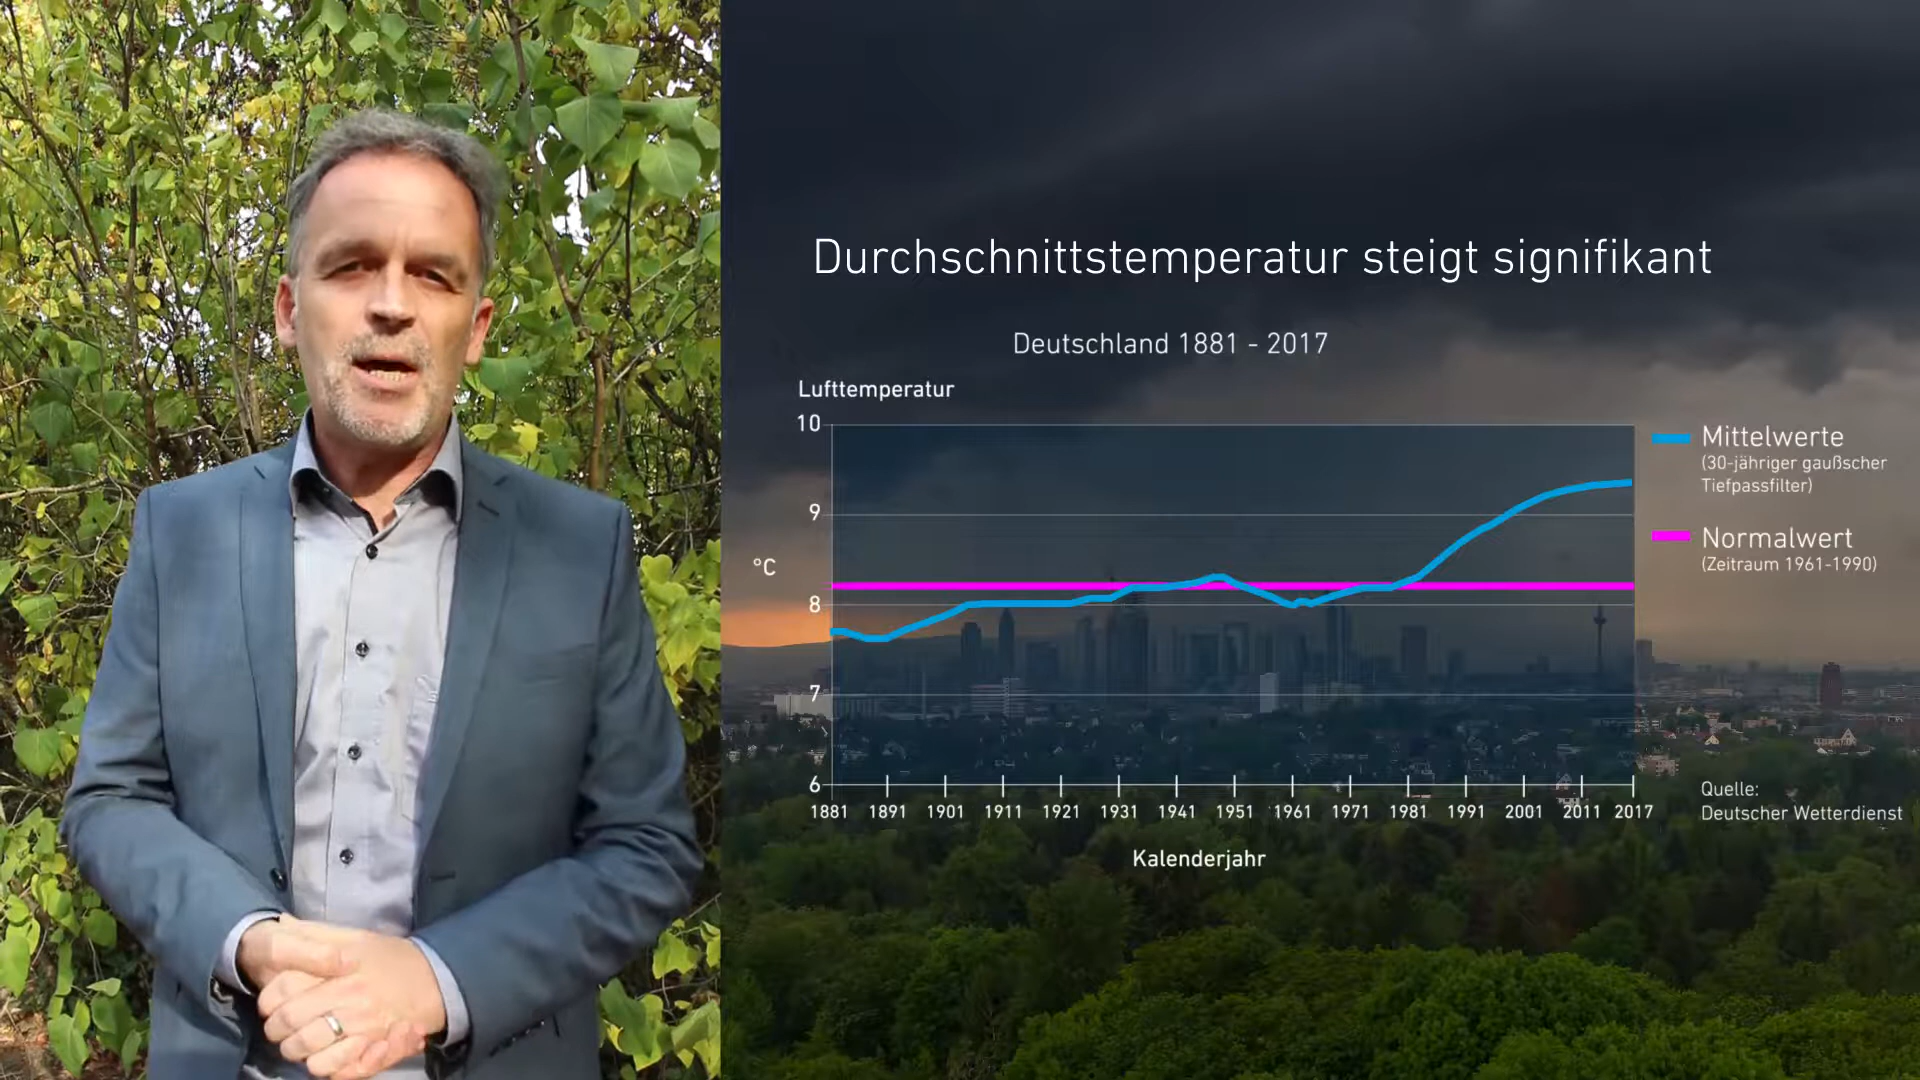 Durchschnittstemperatur steigt signifikant
Deutschland 1881 - 2017
Lufttemperatur
10
9
°C
8
7
6
1881 1891 1901 1911 1921 1931 1941 1951 1961 1971 1981 1991 2001 2011 2017
Kalenderjahr
Mittelwerte
(30-jähriger gaußscher
Tiefpassfilter)
Normalwert
(Zeitraum 1961-1990)
Quelle:
Deutscher Wetterdienst